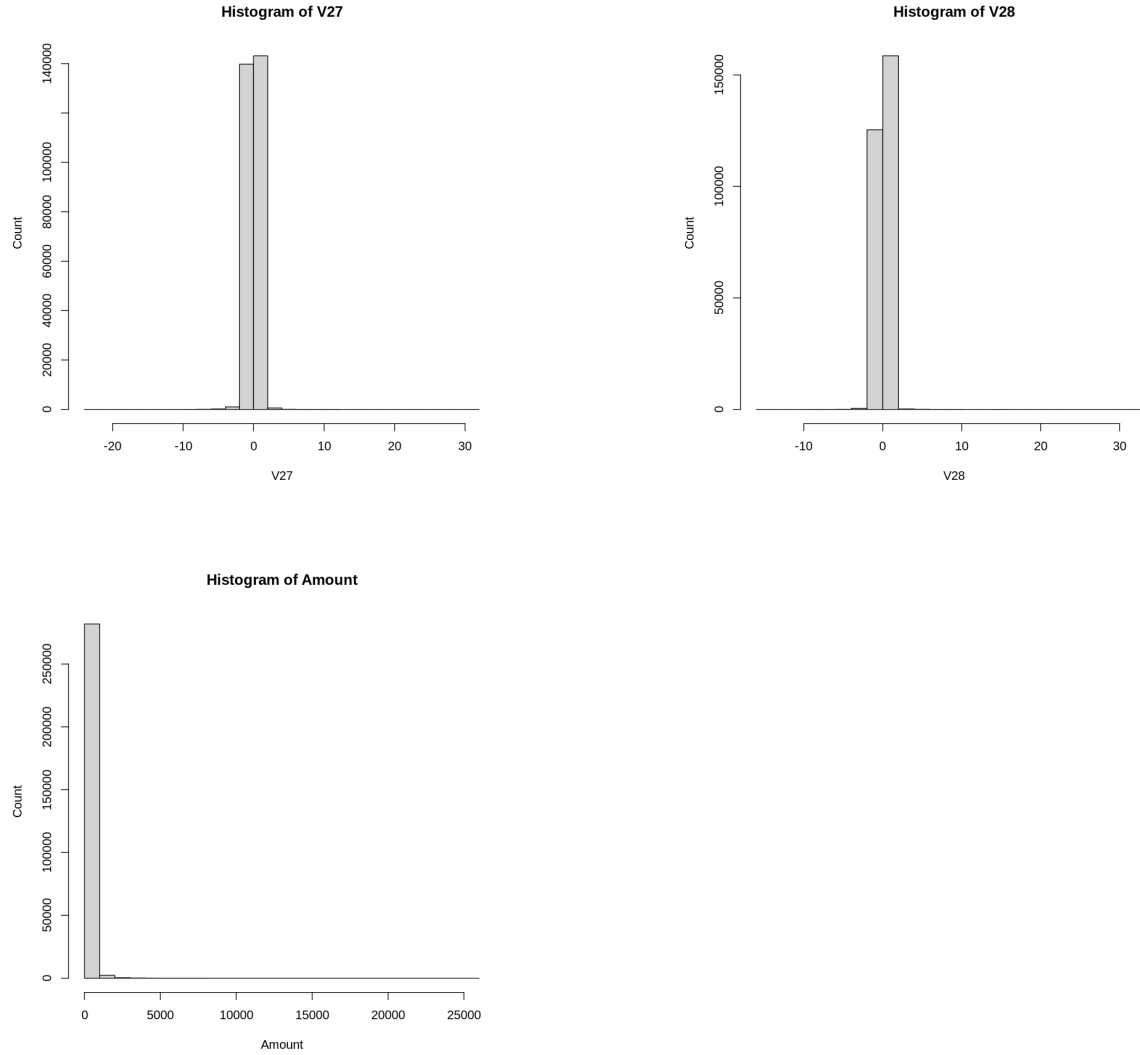 Histogram of V27
Count
140000
100000
80000
60000
40000
20000
0
-20 -10 0 10 20 30
V27
Histogram of V28
Count
150000
100000
50000
0
-10 0 10 20 30
V28
Histogram of Amount
Count
250000
200000
150000
100000
50000
0
0 5000 10000 15000 20000 25000
Amount